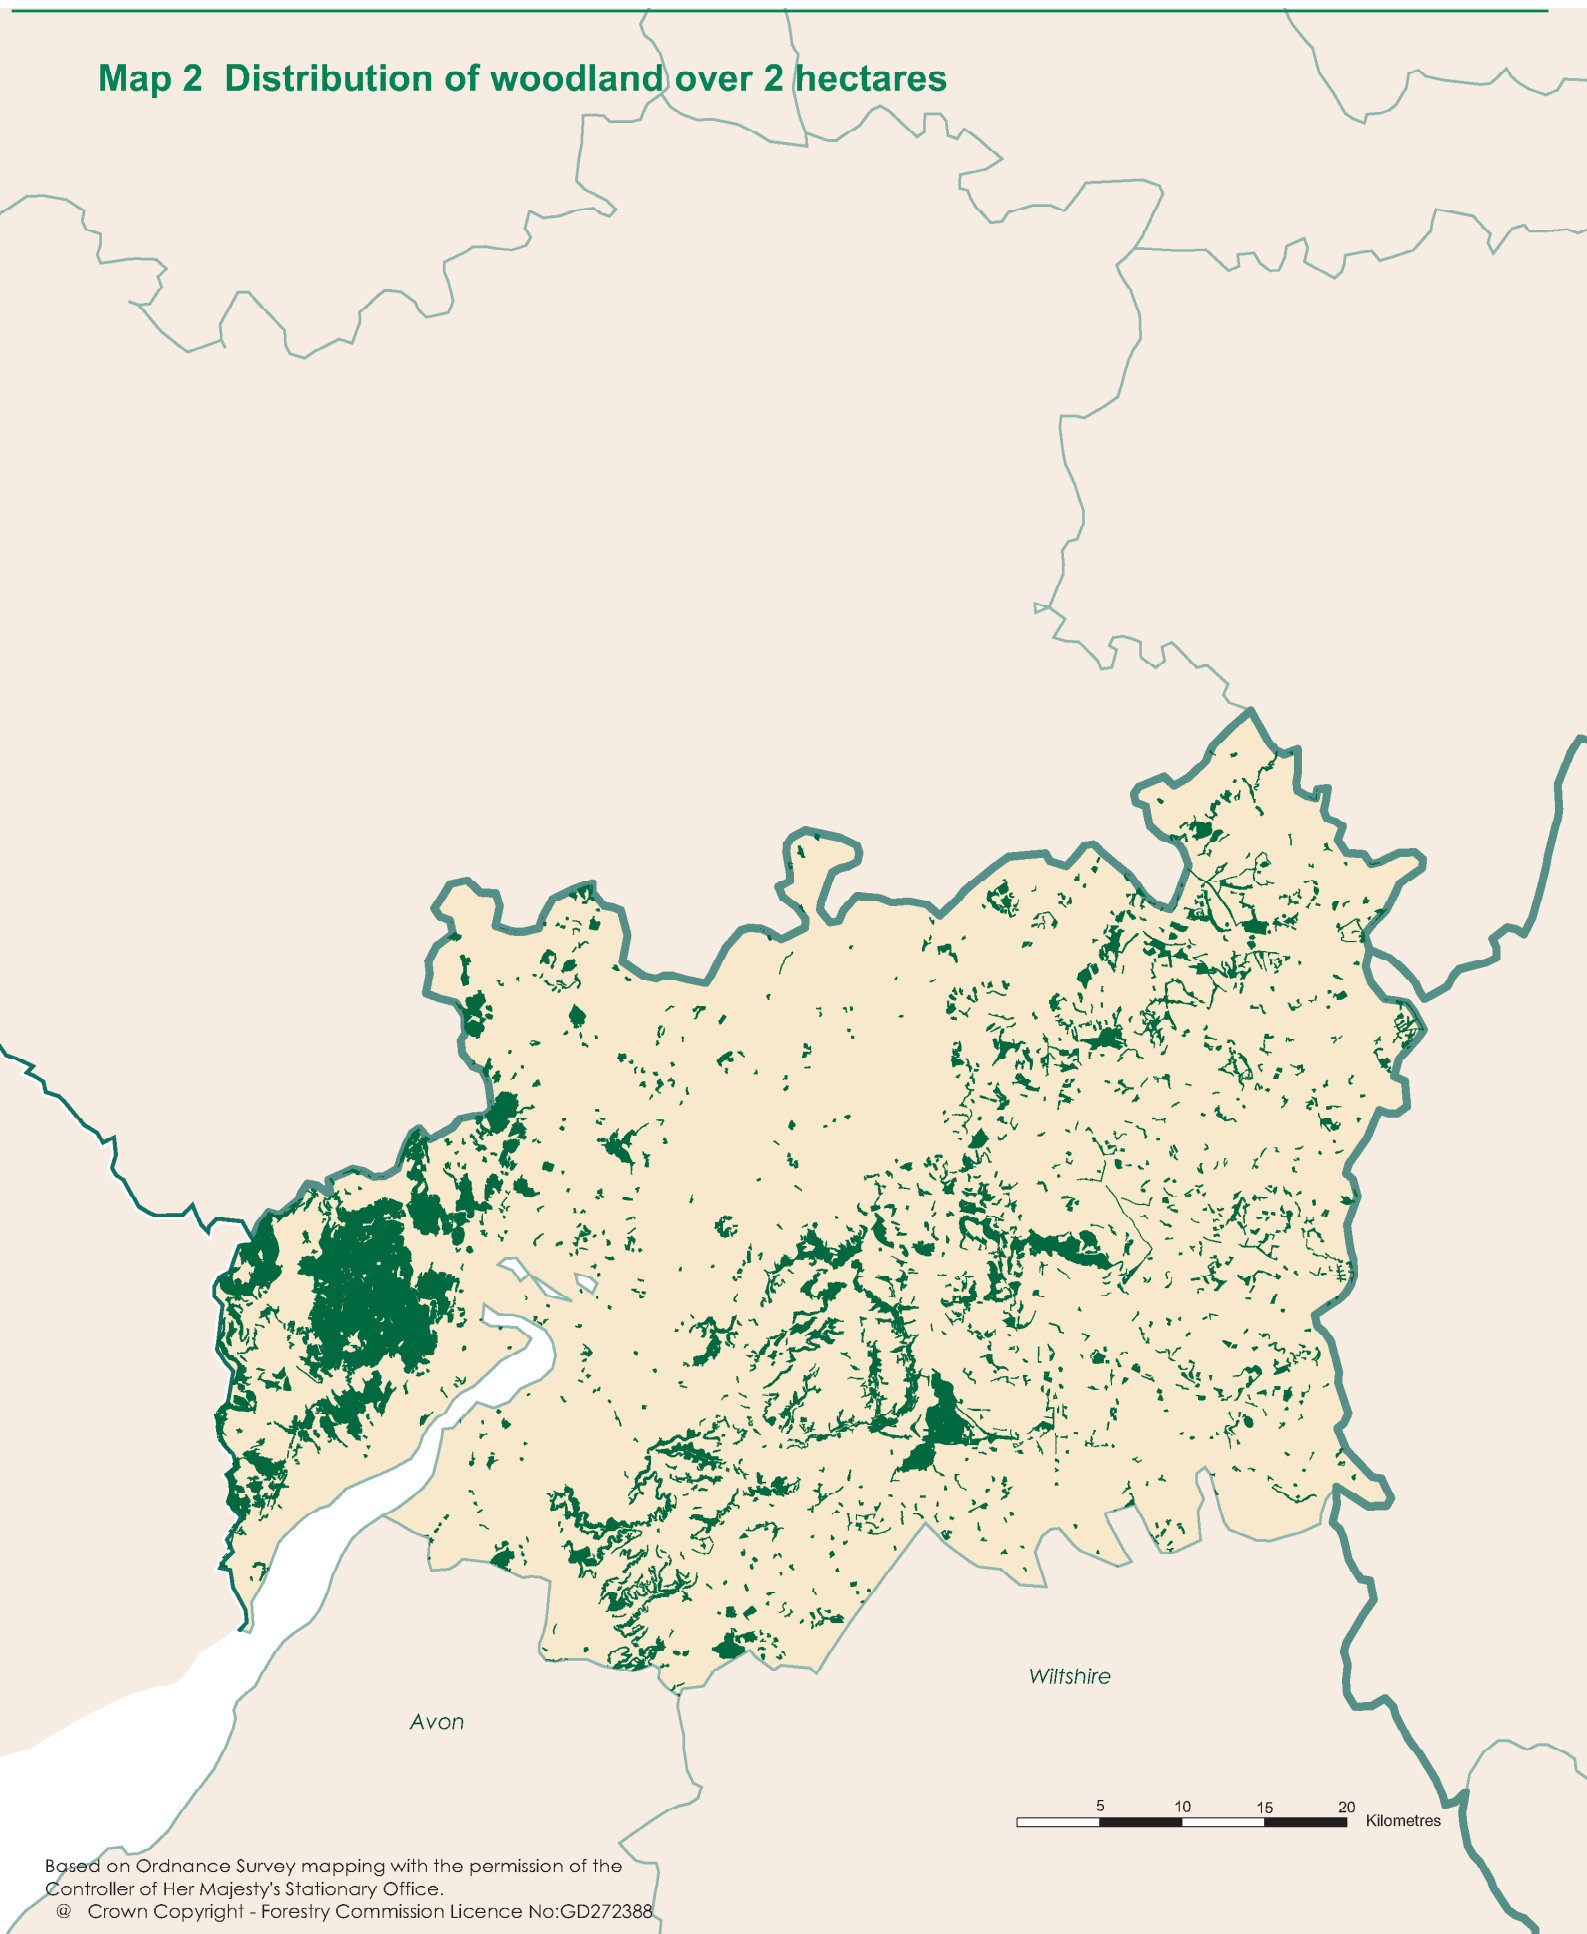 Map 2 Distribution of woodland over 2 hectares
Wiltshire
Avon
5 10 15 20
Kilometres
Based on Ordnance Survey mapping with the permission of the
Controller of Her Majesty's Stationary Office.
@ Crown Copyright - Forestry Commission Licence No:GD272388